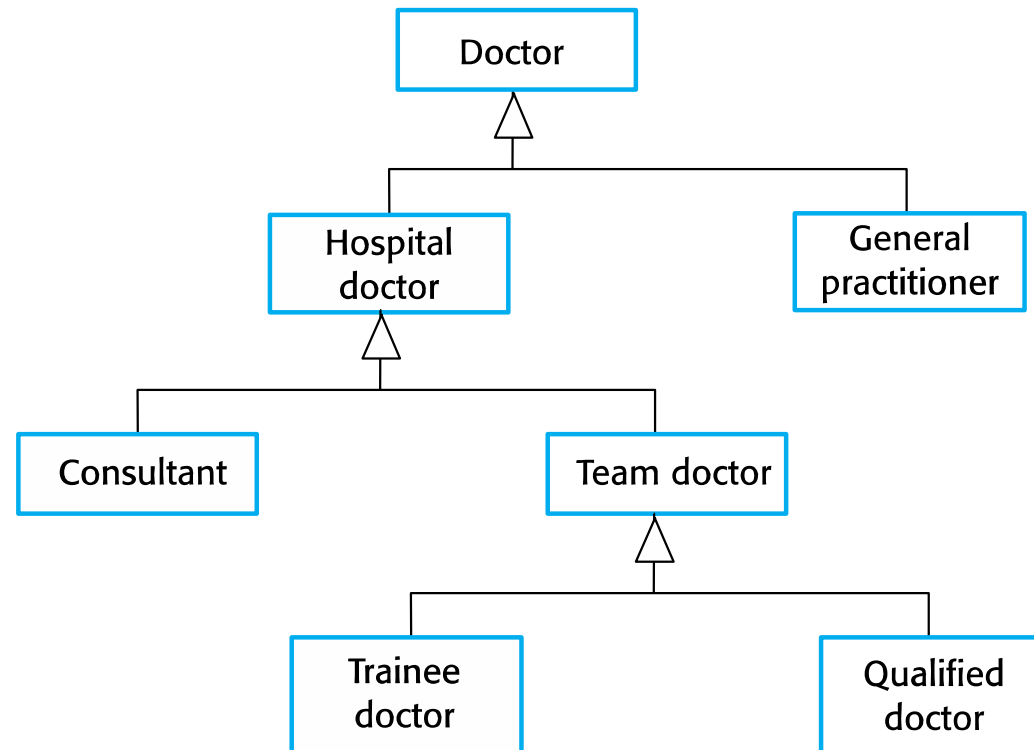 Doctor
Hospital
doctor
General
practitioner
Consultant
Team doctor
Trainee
doctor
Qualified
doctor